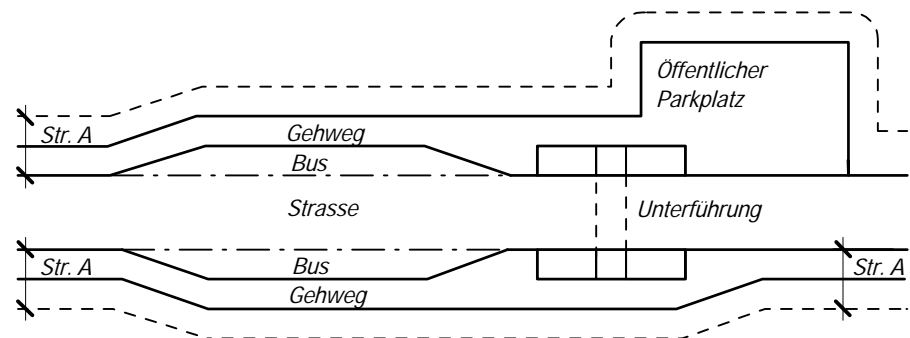 Öffentlicher
Parkplatz
Str. A
Gehweg
Bus
Strasse
Unterführung
Str. A
Bus
Str. A
Gehweg